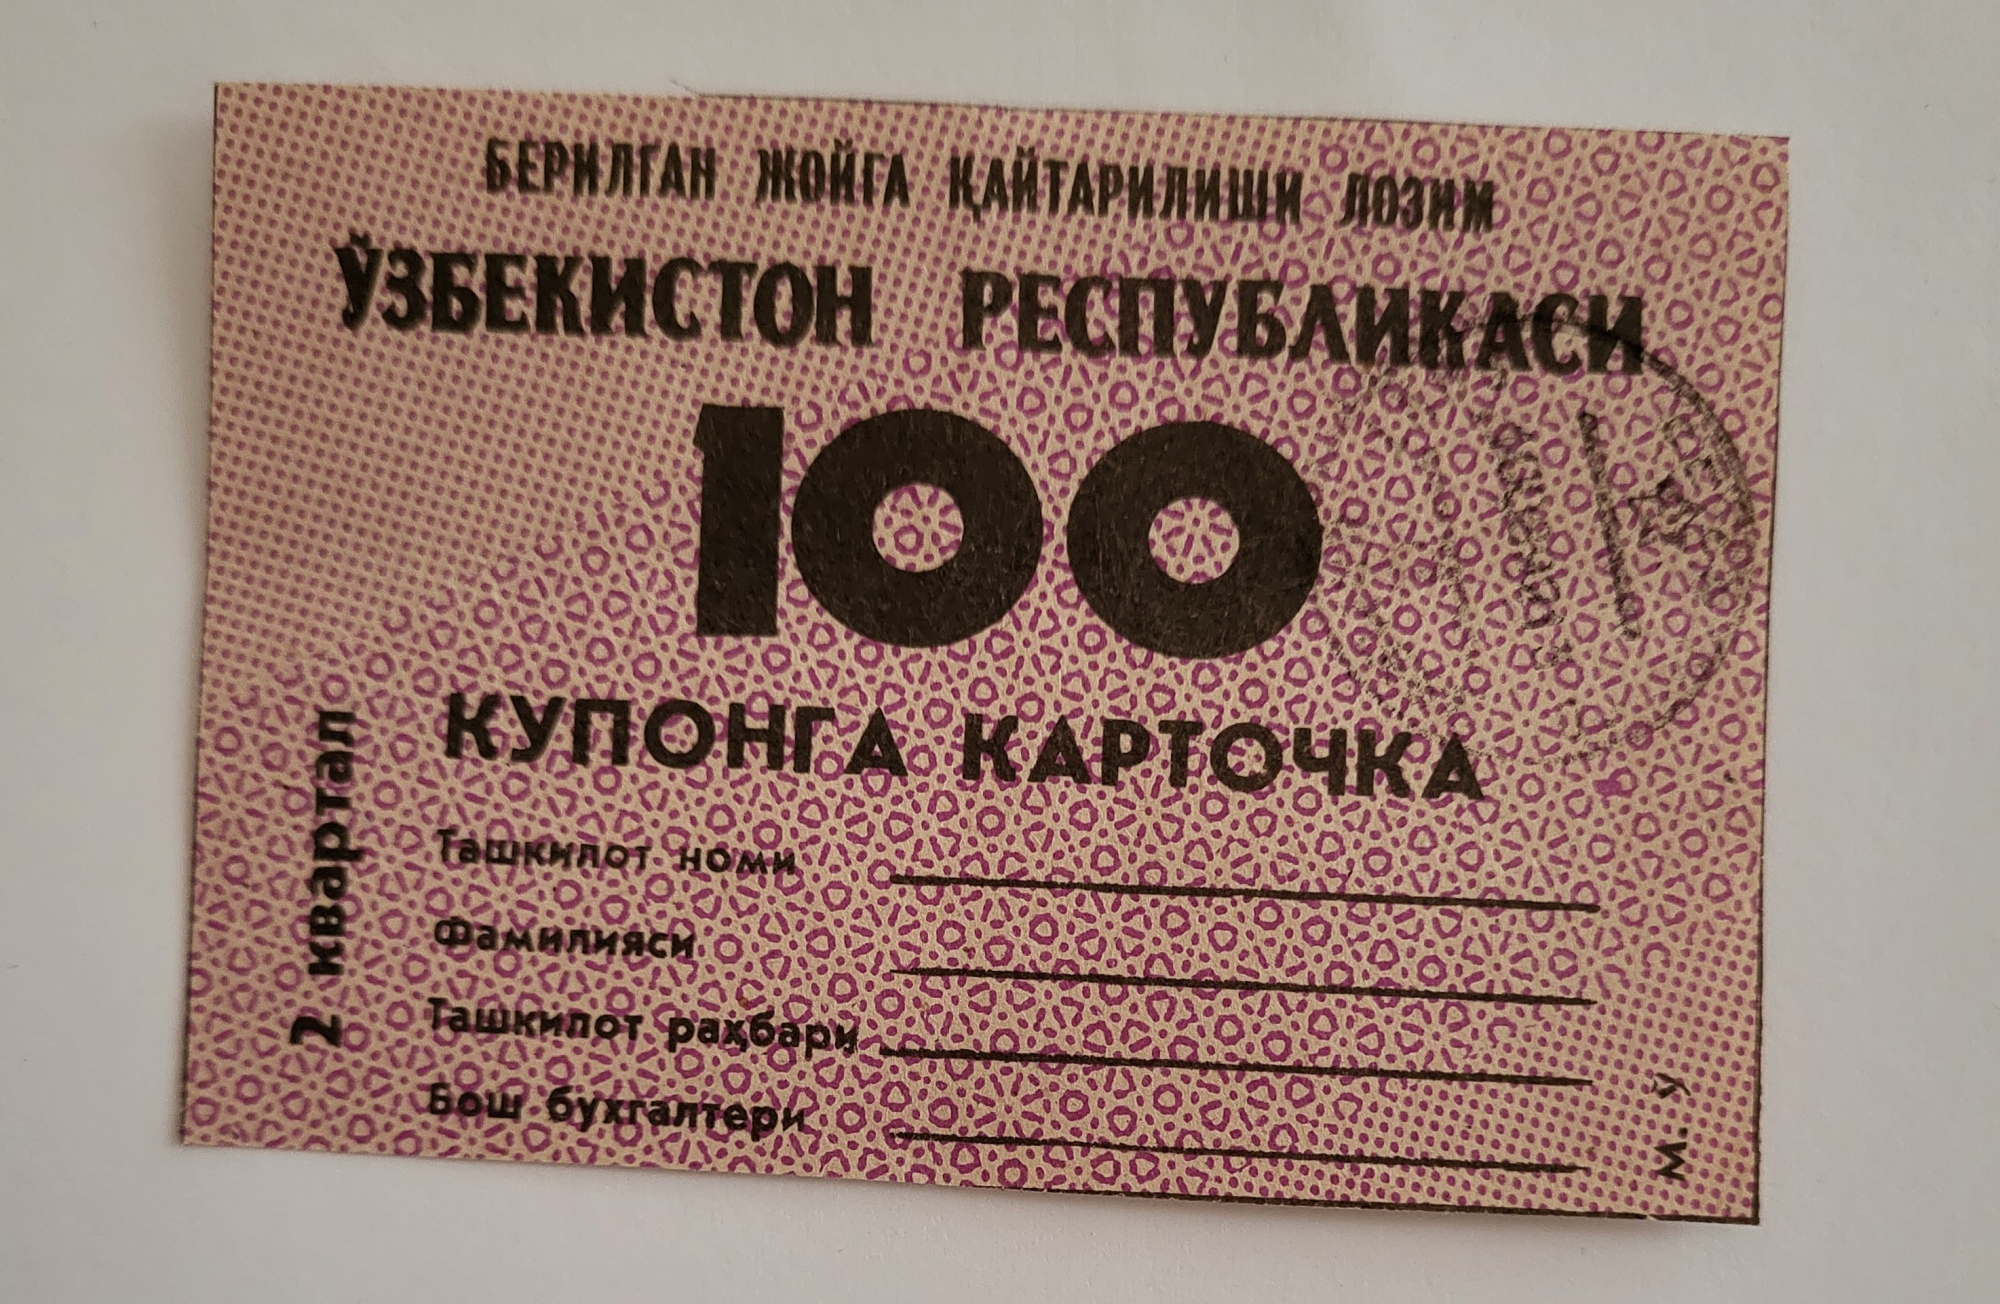 БЕРИЛГАН ЖОЙГА ҚАЙТАРИЛИШИ ЛОЗИМ
ЎЗБЕКИСТОН РЕСПУБЛИКАСИ
100
КУПОНГА КАРТОЧКА
2 квартал
Ташкилот номи
Фамилияси
Ташкилот раҳбари
Бош бухгалтери
М. Ў